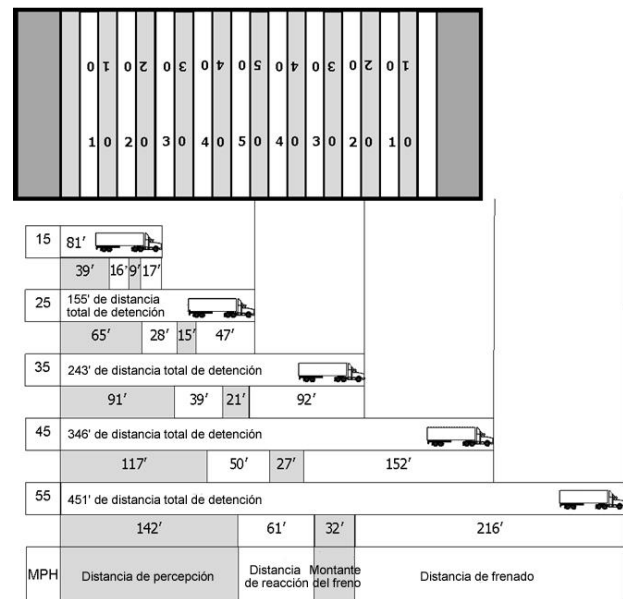 0 1 0 2 0 3 0 4 0 5 0 4 0 3 0 2 0 1 0
1 0 2 0 3 0 4 0 5 0 4 0 3 0 2 0 1 0
15
81′
39′ 16′ 9′ 17′
25
155′ de distancia
total de detención
65′ 28′ 15′ 47′
35
243′ de distancia total de detención
91′ 39′ 21′ 92′
45
346′ de distancia total de detención
117′ 50′ 27′ 152′
55
451′ de distancia total de detención
142′ 61′ 32′ 216′
MPH
Distancia de percepción
Distancia
de reacción
Montante
del freno
Distancia de frenado